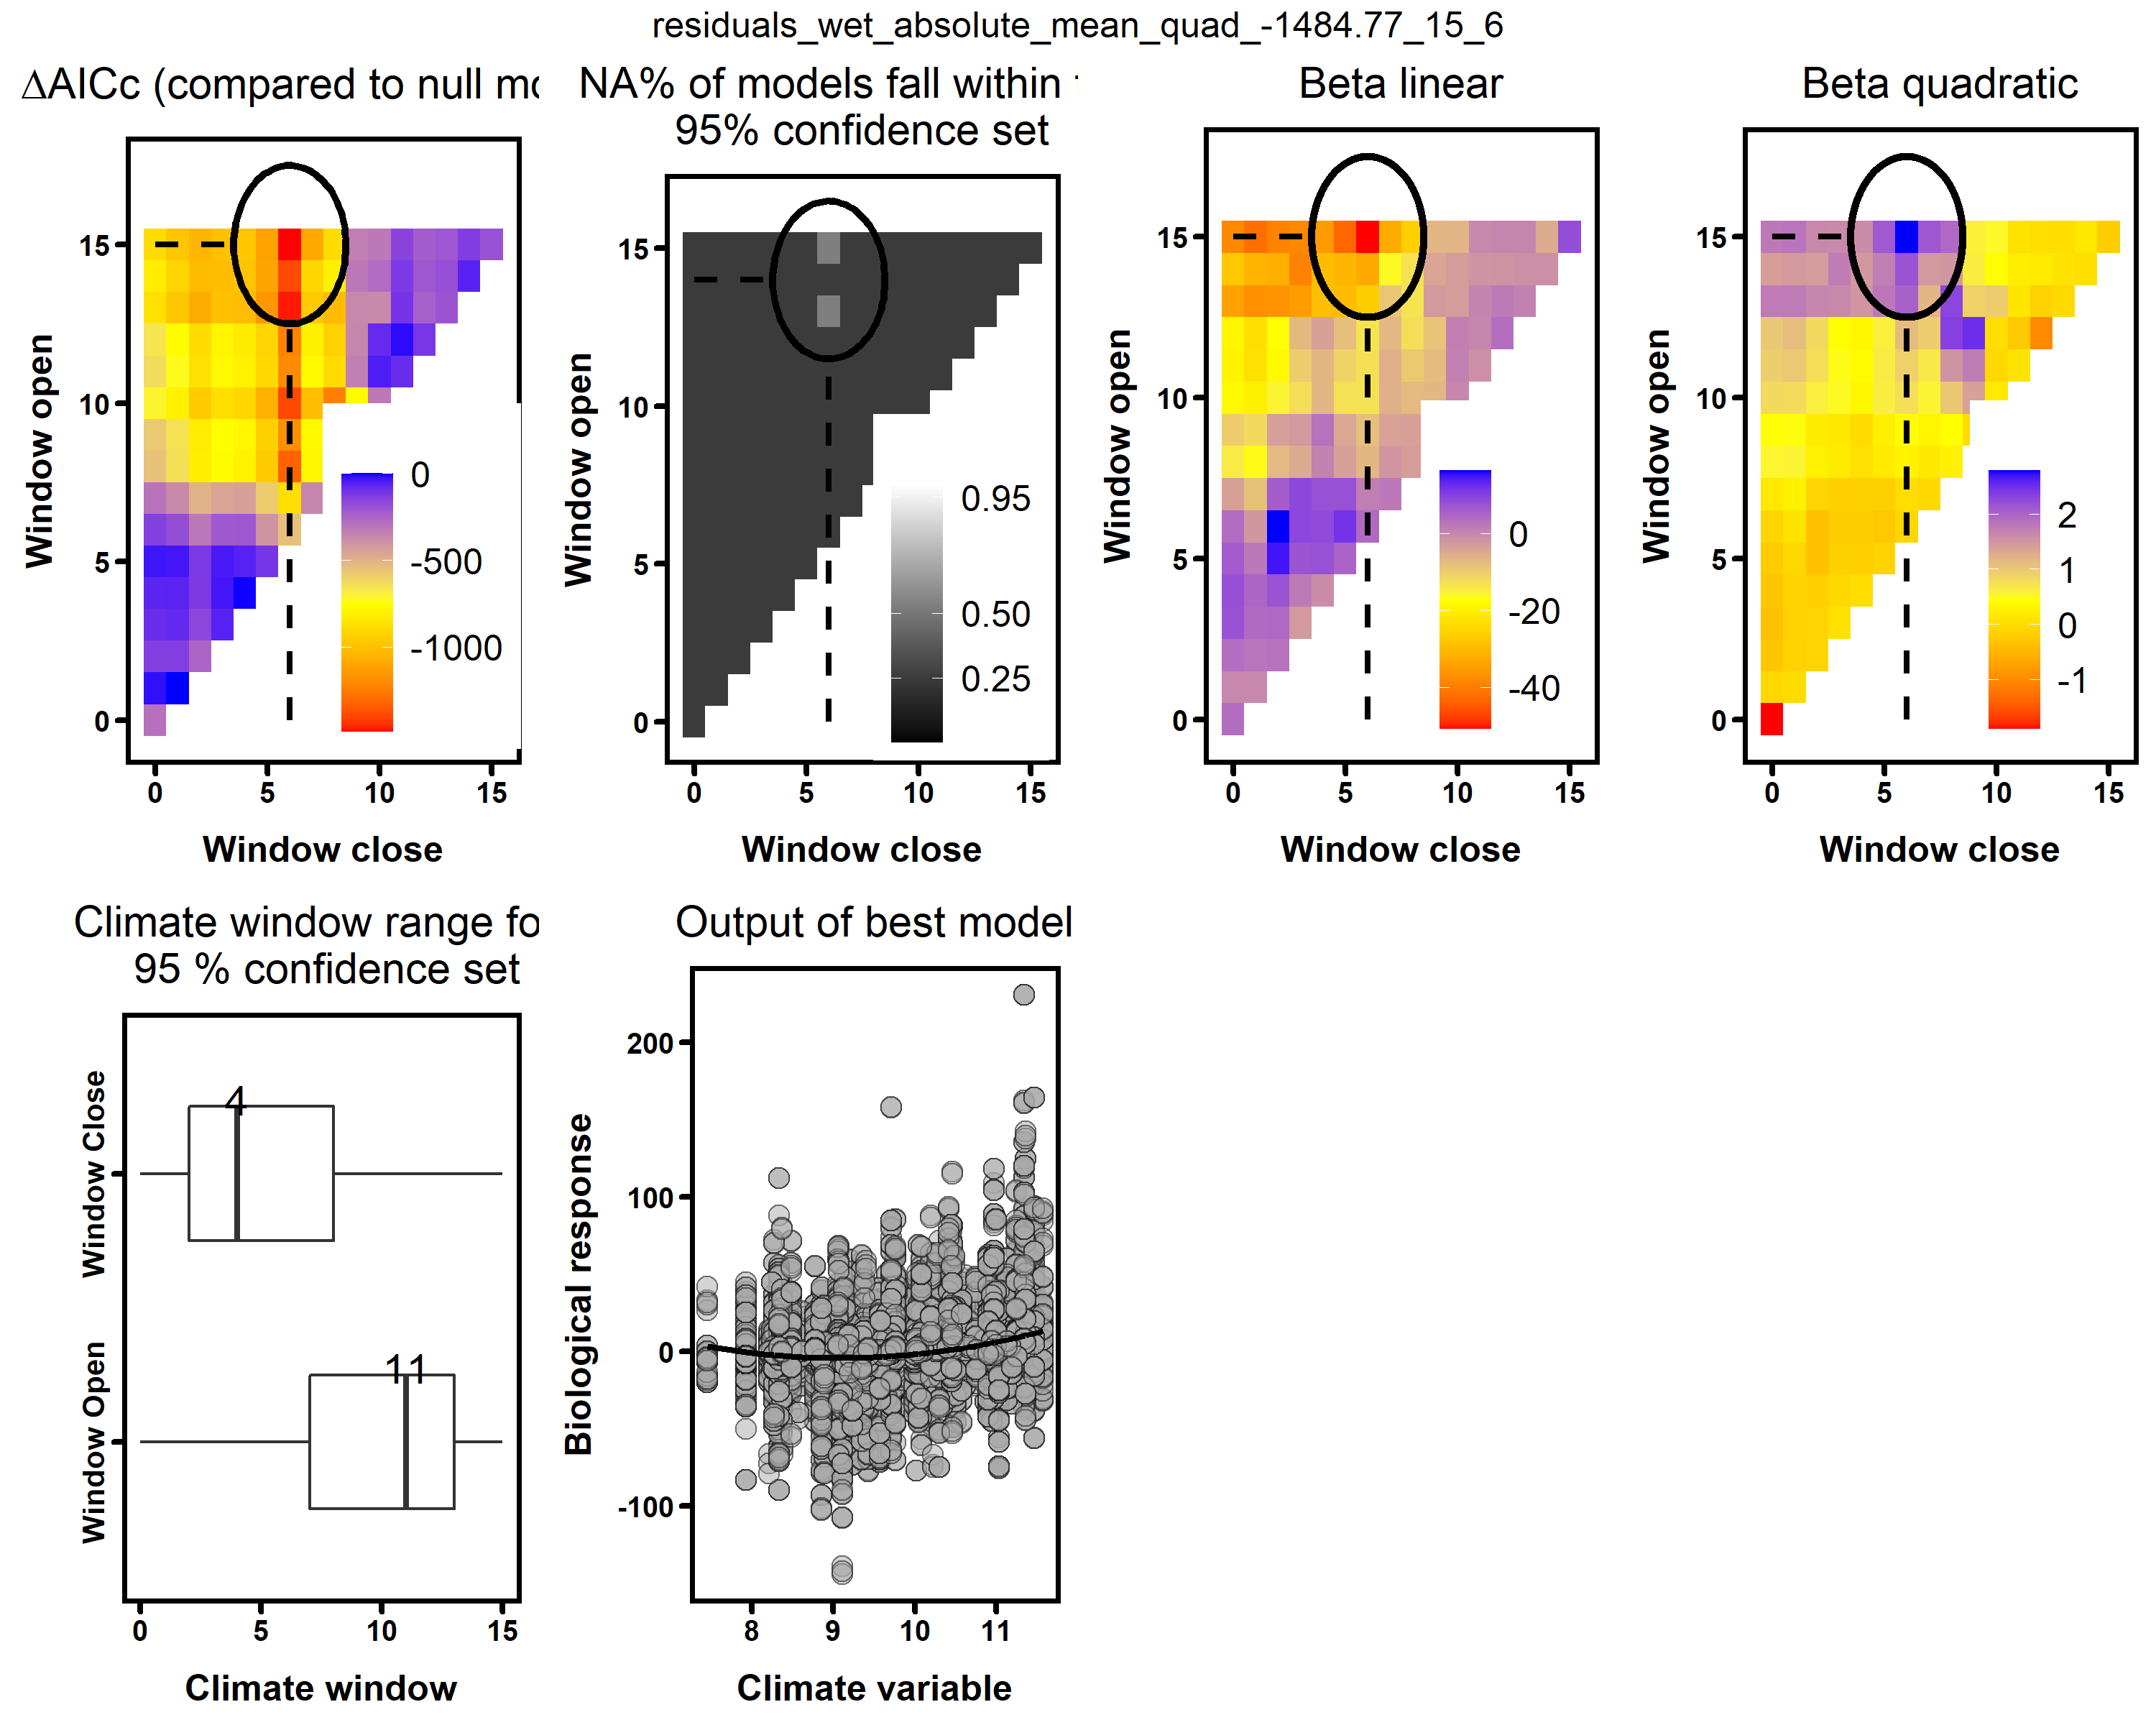 residuals_wet_absolute_mean_quad_-1484.77_15_6
ΔAICc (compared to null mo
15
10
5
0
0
5
10
15
Window open
Window close
0
-500
-1000
NA% of models fall within
95% confidence set
15
10
5
0
0
5
10
15
Window open
Window close
0.95
0.50
0.25
Beta linear
15
10
5
0
0
5
10
15
Window open
Window close
0
-20
-40
Beta quadratic
15
10
5
0
0
5
10
15
Window open
Window close
2
1
0
-1
Climate window range fo
95 % confidence set
Window Close
Window Open
4
11
0
5
10
15
Climate window
Output of best model
200
100
0
-100
8
9
10
11
Biological response
Climate variable